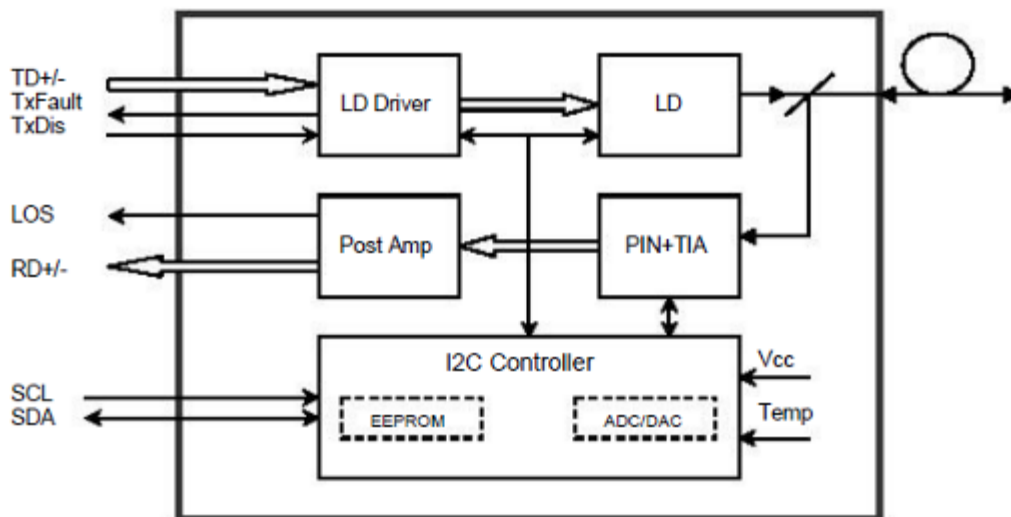 TD+/-
TxFault
TxDis
LD Driver
LD
LOS
RD+/-
Post Amp
PIN+TIA
I2C Controller
SCL
SDA
EEPROM
ADC/DAC
Vcc
Temp